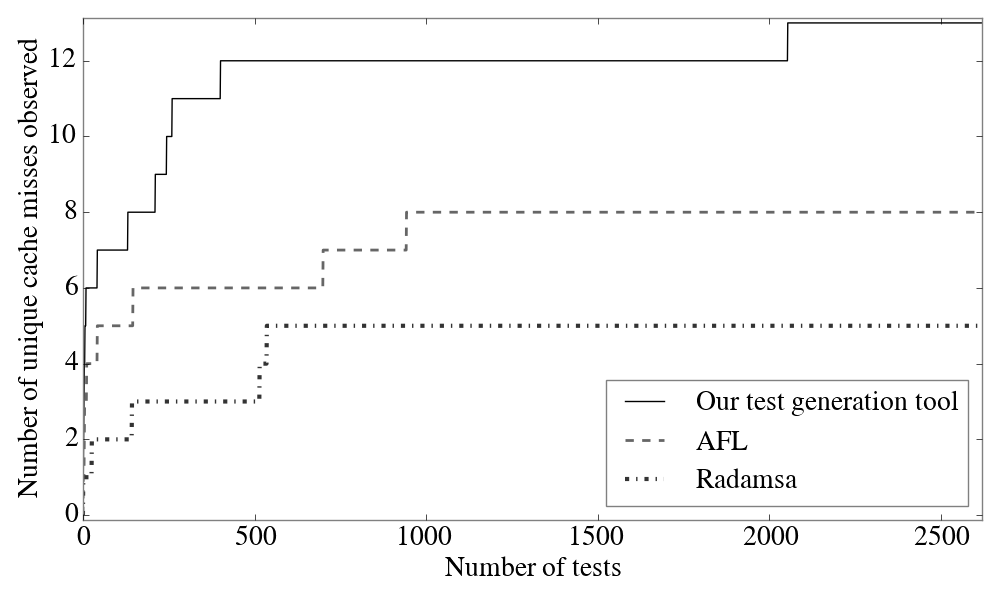 Number of unique cache misses observed
12
10
8
6
4
2
0
0 500 1000 1500 2000 2500
Number of tests
Our test generation tool
AFL
Radamsa